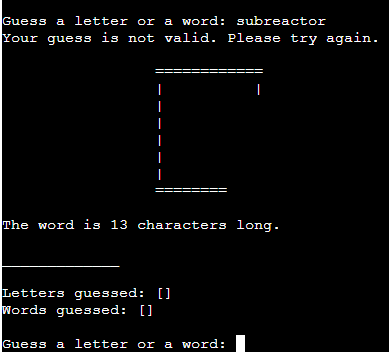 Guess a letter or a word: subreactor
Your guess is not valid. Please try again.
============
|          |
|
|
|
|
|
========
The word is 13 characters long.
_____________
Letters guessed: []
Words guessed: []
Guess a letter or a word: